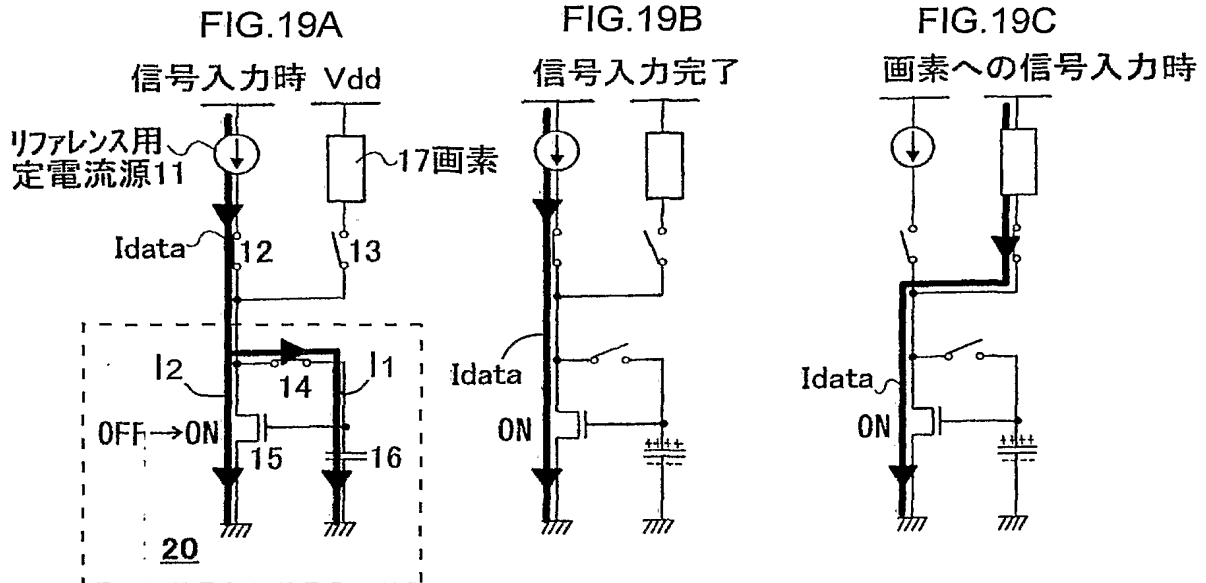 FIG.19A
信号入力時 Vdd
リファレンス用
定電流源11
17画素
Idata
12
13
I2
14
I1
OFF→ON
15
16
20
FIG.19B
信号入力完了
Idata
ON
++++
FIG.19C
画素への信号入力時
Idata
ON
++++